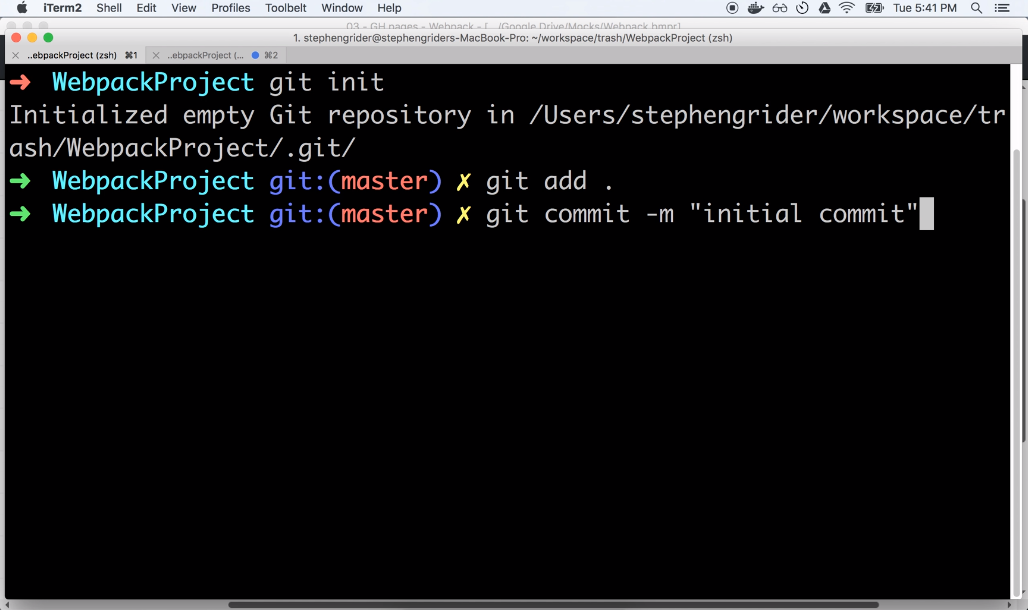 iTerm2 Shell Edit View Profiles Toolbelt Window Help Tue 5:41 PM
03 - GH pages - Webpack - [.../Google Drive/Mocks/Webpack.bmpr]
1. stephengrider@stephengriders-MacBook-Pro: ~/workspace/trash/WebpackProject (zsh)
× ..ebpackProject (zsh) ⌘1 × ..ebpackProject (... ⌘2
➜ WebpackProject git init
Initialized empty Git repository in /Users/stephengrider/workspace/tr
ash/WebpackProject/.git/
➜ WebpackProject git:(master) ✗ git add .
➜ WebpackProject git:(master) ✗ git commit -m "initial commit"